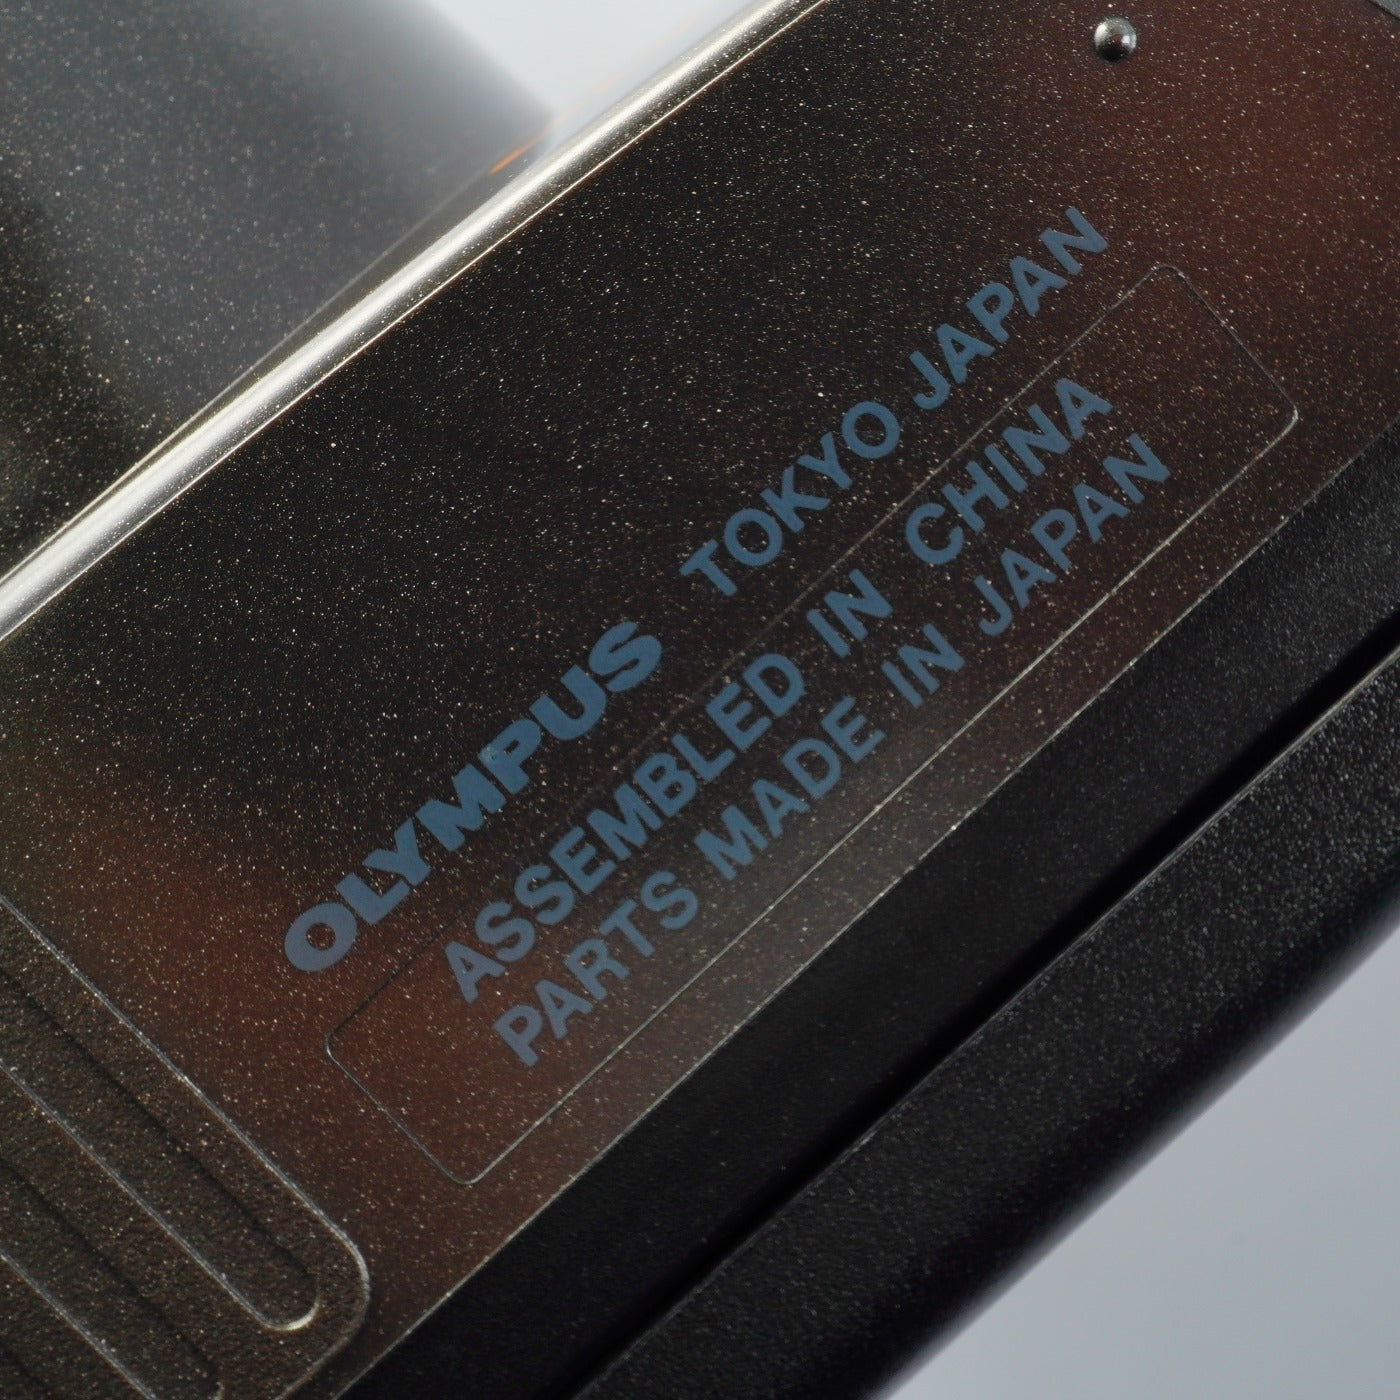 OLYMPUS TOKYO JAPAN
ASSEMBLED IN CHINA
PARTS MADE IN JAPAN